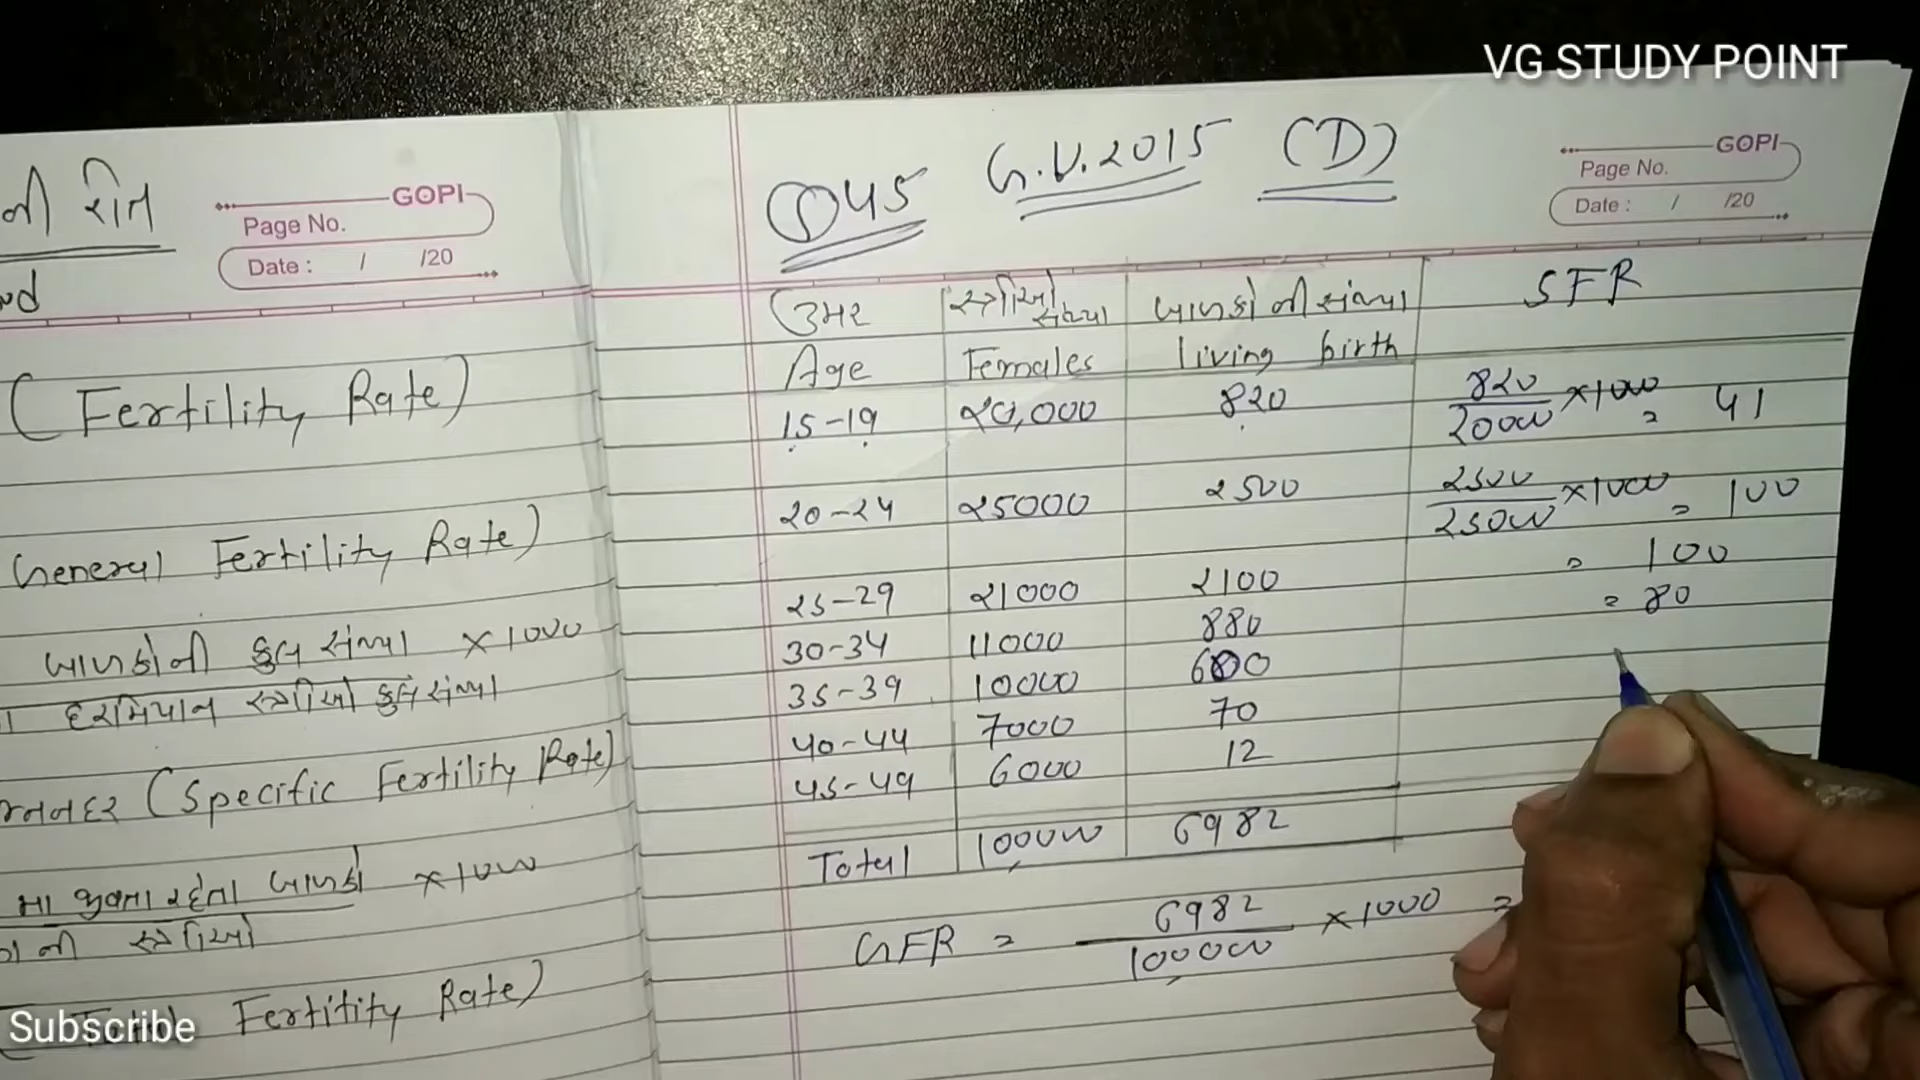 VG STUDY POINT
ની રીત
GOPI
Page No.
Date : / /20
(Fertility Rate)
General Fertility Rate)
બાળકોની કુલ સંખ્યા ×1000
દરમિયાન સ્ત્રીઓ કુલ સંખ્યા
(Specific Fertility Rate)
મા જીવતા રહેતા બાળકો ×1000
ની સ્ત્રીઓ
Fertitity Rate)
Subscribe
45 G.U.2015 (D)
GOPI
Page No.
Date : / /20
ઉંમર સ્ત્રીઓ સંખ્યા બાળકો ની સંખ્યા SFR
Age Females living birth
15-19 20,000 820 820/20000 ×1000 = 41
20-24 25000 2500 2500/25000 ×1000 = 100
25-29 21000 2100 = 100
30-34 11000 880 = 80
35-39 10000 600
40-44 7000 70
45-49 6000 12
Total 100000 6982
GFR = 6982/100000 ×1000 =